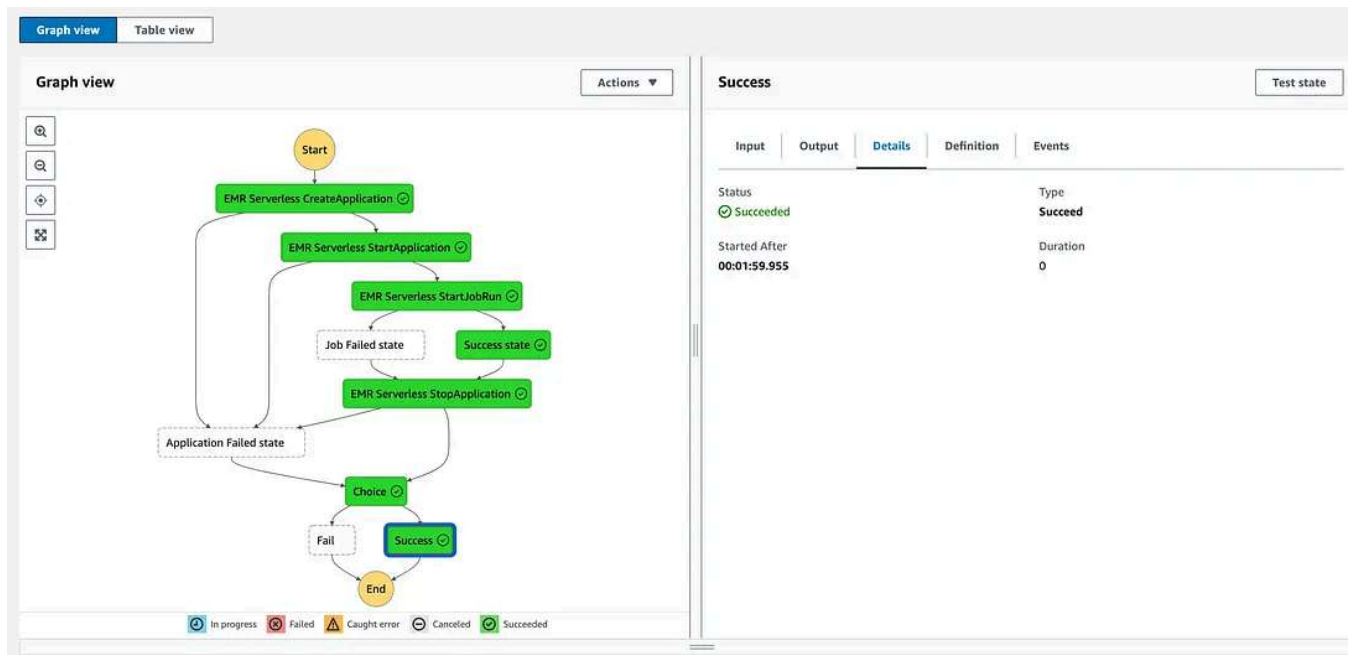 Graph view
Table view
Graph view
Actions
Start
EMR Serverless CreateApplication
EMR Serverless StartApplication
EMR Serverless StartJobRun
Job Failed state
Success state
EMR Serverless StopApplication
Application Failed state
Choice
Fail
Success
End
In progress
Failed
Caught error
Canceled
Succeeded
Success
Test state
Input
Output
Details
Definition
Events
Status
Succeeded
Type
Succeed
Started After
00:01:59.955
Duration
0